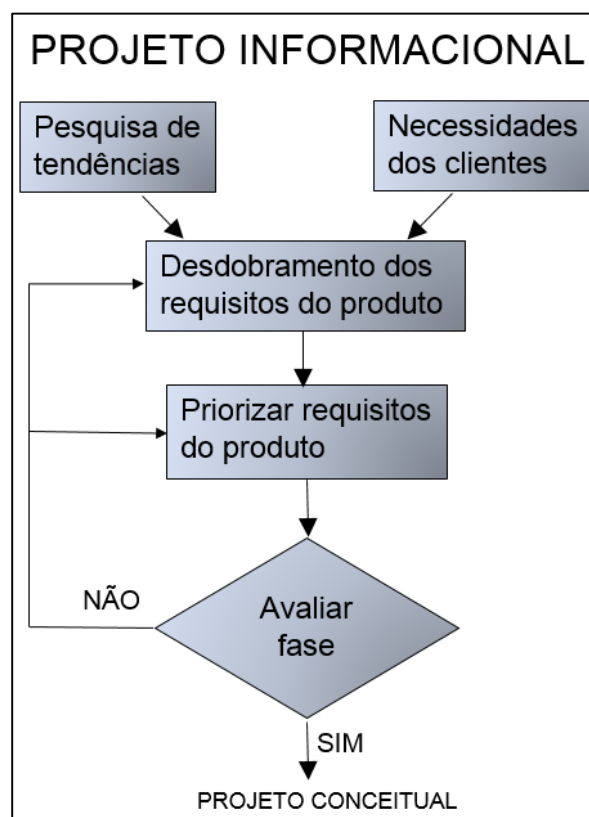 PROJETO INFORMACIONAL
Pesquisa de
tendências
Necessidades
dos clientes
Desdobramento dos
requisitos do produto
Priorizar requisitos
do produto
NÃO
Avaliar
fase
SIM
PROJETO CONCEITUAL